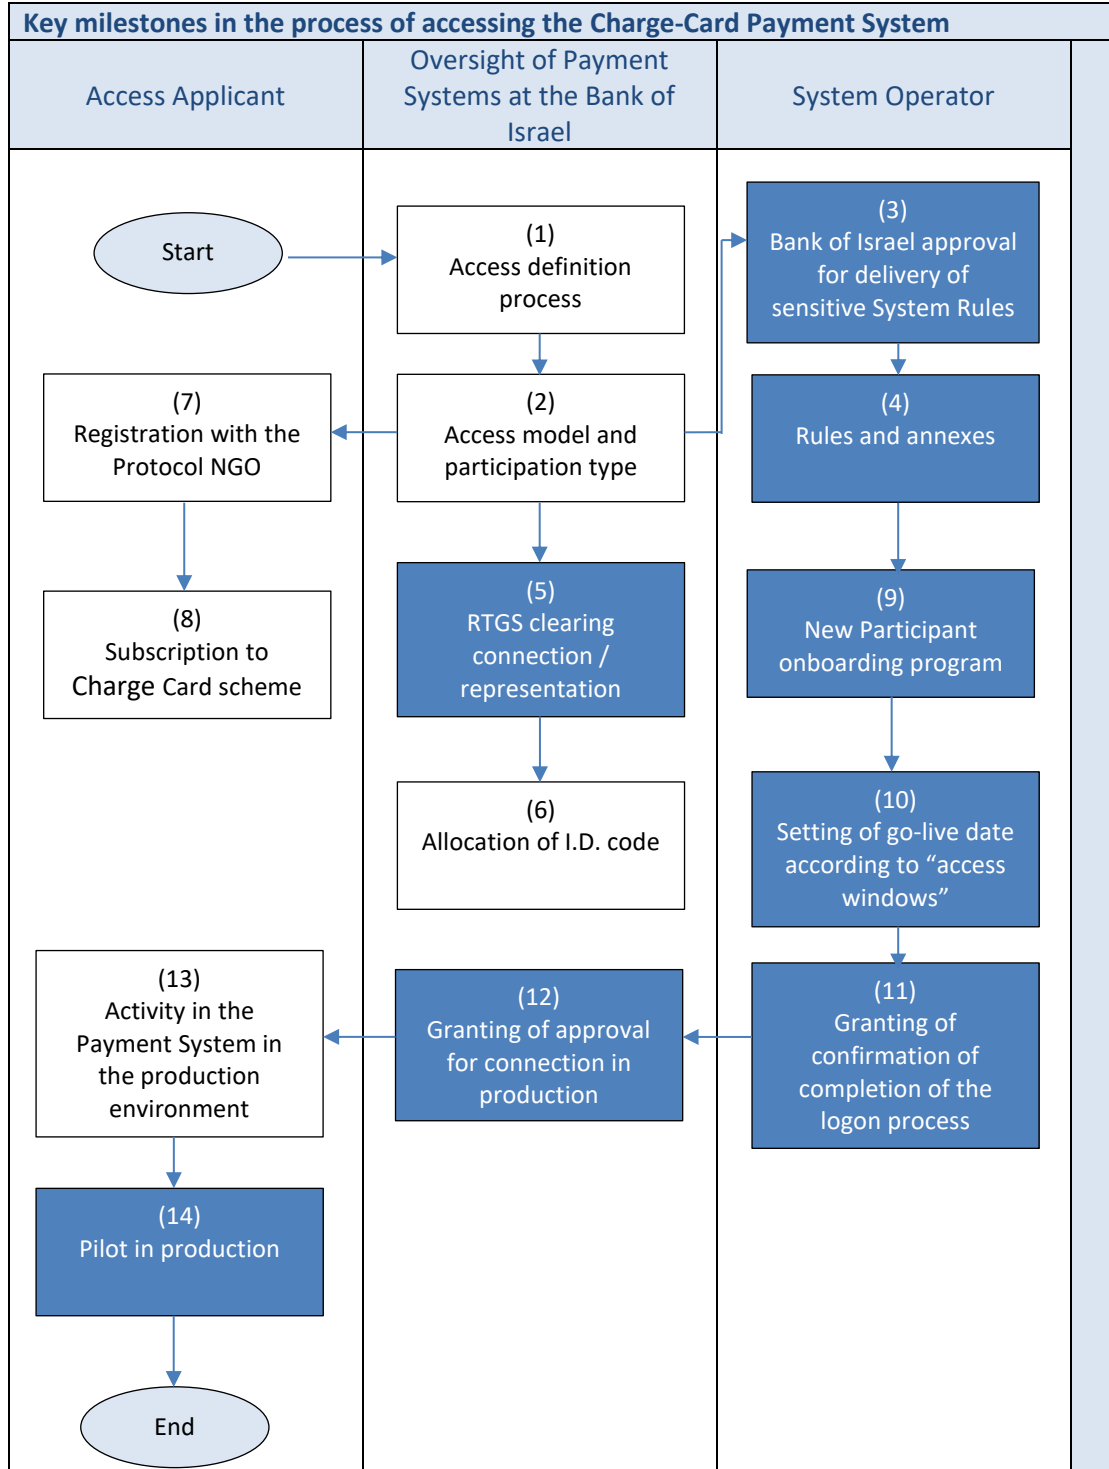 Key milestones in the process of accessing the Charge-Card Payment System
Access Applicant
Oversight of Payment
Systems at the Bank of
Israel
System Operator
Start
(1)
Access definition
process
(3)
Bank of Israel approval
for delivery of
sensitive System Rules
(7)
Registration with the
Protocol NGO
(2)
Access model and
participation type
(4)
Rules and annexes
(8)
Subscription to
Charge Card scheme
(5)
RTGS clearing
connection /
representation
(9)
New Participant
onboarding program
(6)
Allocation of I.D. code
(10)
Setting of go-live date
according to “access
windows”
(13)
Activity in the
Payment System in
the production
environment
(12)
Granting of approval
for connection in
production
(11)
Granting of
confirmation of
completion of the
logon process
(14)
Pilot in production
End